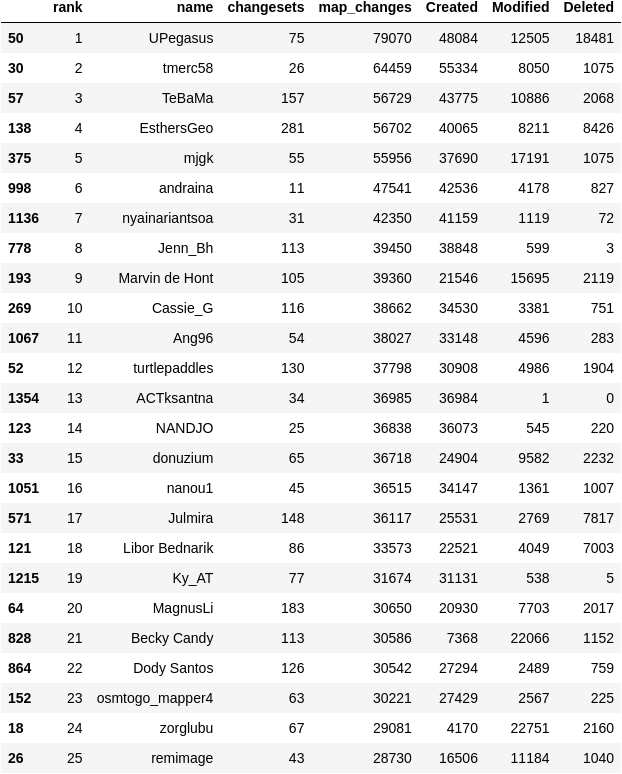 rank name changesets map_changes Created Modified Deleted
50 1 UPegasus 75 79070 48084 12505 18481
30 2 tmerc58 26 64459 55334 8050 1075
57 3 TeBaMa 157 56729 43775 10886 2068
138 4 EsthersGeo 281 56702 40065 8211 8426
375 5 mjgk 55 55956 37690 17191 1075
998 6 andraina 11 47541 42536 4178 827
1136 7 nyainariantsoa 31 42350 41159 1119 72
778 8 Jenn_Bh 113 39450 38848 599 3
193 9 Marvin de Hont 105 39360 21546 15695 2119
269 10 Cassie_G 116 38662 34530 3381 751
1067 11 Ang96 54 38027 33148 4596 283
52 12 turtlepaddles 130 37798 30908 4986 1904
1354 13 ACTksantna 34 36985 36984 1 0
123 14 NANDJO 25 36838 36073 545 220
33 15 donuzium 65 36718 24904 9582 2232
1051 16 nanou1 45 36515 34147 1361 1007
571 17 Julmira 148 36117 25531 2769 7817
121 18 Libor Bednarik 86 33573 22521 4049 7003
1215 19 Ky_AT 77 31674 31131 538 5
64 20 MagnusLi 183 30650 20930 7703 2017
828 21 Becky Candy 113 30586 7368 22066 1152
864 22 Dody Santos 126 30542 27294 2489 759
152 23 osmtogo_mapper4 63 30221 27429 2567 225
18 24 zorglubu 67 29081 4170 22751 2160
26 25 remimage 43 28730 16506 11184 1040